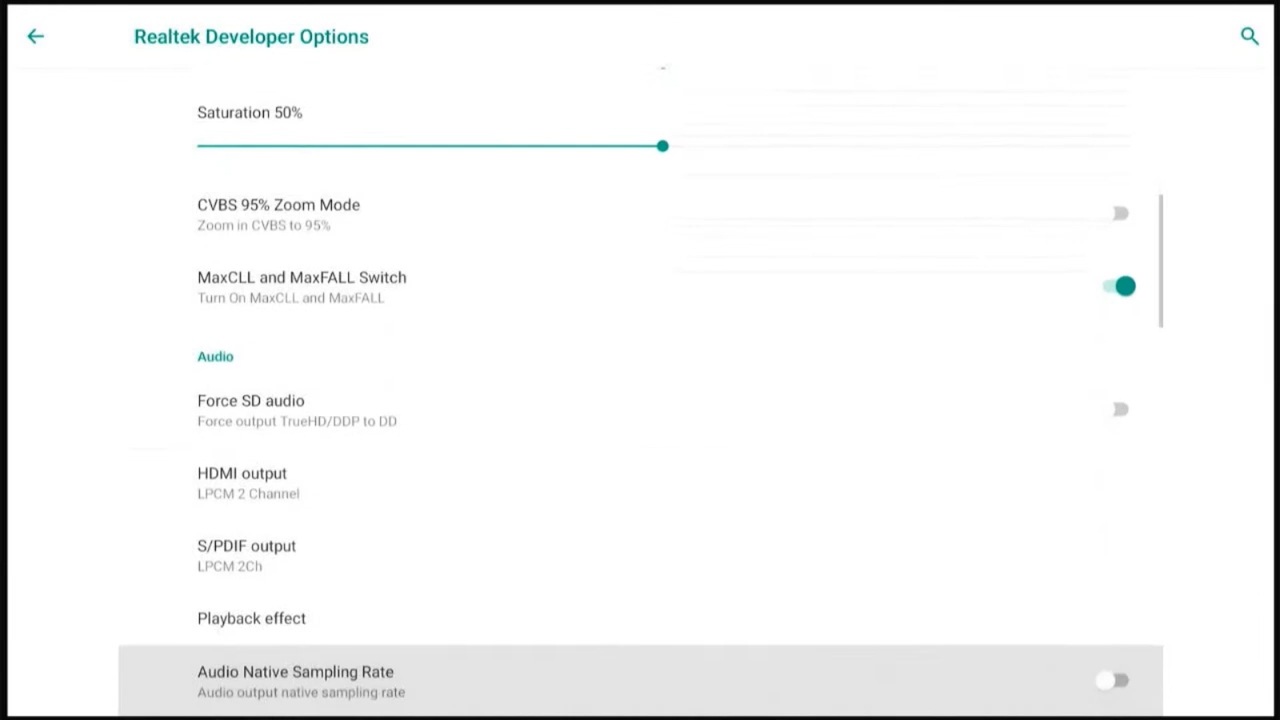 Realtek Developer Options
Saturation 50%
CVBS 95% Zoom Mode
Zoom in CVBS to 95%
MaxCLL and MaxFALL Switch
Turn On MaxCLL and MaxFALL
Audio
Force SD audio
Force output TrueHD/DDP to DD
HDMI output
LPCM 2 Channel
S/PDIF output
LPCM 2Ch
Playback effect
Audio Native Sampling Rate
Audio output native sampling rate